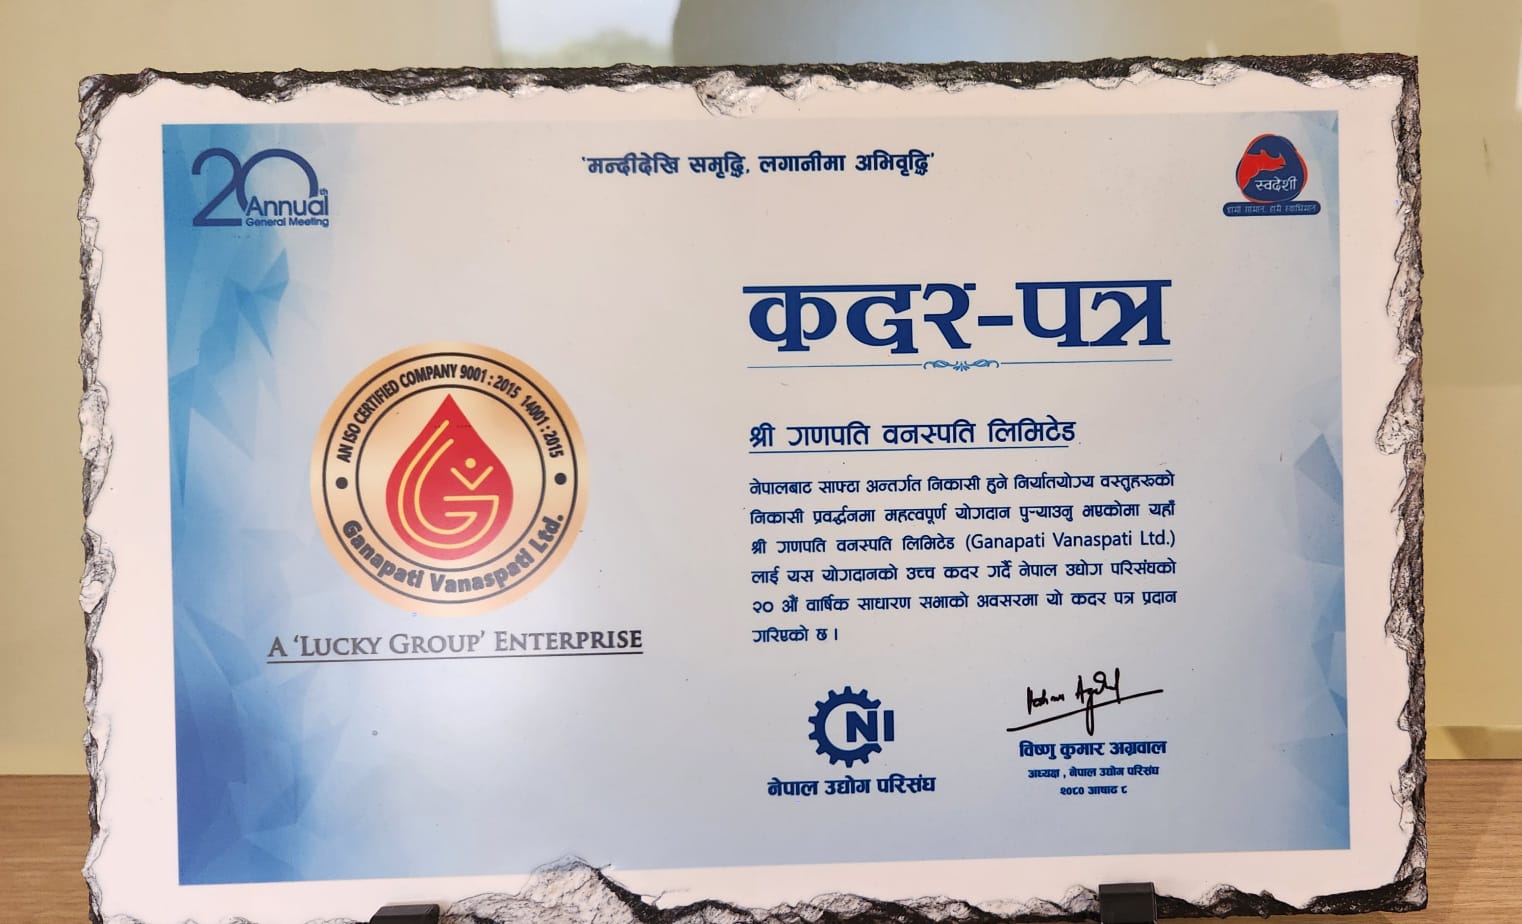 20th Annual
General Meeting
'मन्दीदेखि समृद्धि, लगानीमा अभिवृद्धि'
स्वदेशी
हाम्रो सामान, हाम्रै स्वाभिमान
कदर-पत्र
AN ISO CERTIFIED COMPANY 9001 : 2015 14001 : 2015
Ganapati Vanaspati Ltd.
A 'LUCKY GROUP' ENTERPRISE
श्री गणपति वनस्पति लिमिटेड
नेपालबाट साफ्टा अन्तर्गत निकासी हुने निर्यातयोग्य वस्तुहरुको
निकासी प्रवर्द्धनमा महत्वपूर्ण योगदान पुऱ्याउनु भएकोमा यहाँ
श्री गणपति वनस्पति लिमिटेड (Ganapati Vanaspati Ltd.)
लाई यस योगदानको उच्च कदर गर्दै नेपाल उद्योग परिसंघको
२० औं वार्षिक साधारण सभाको अवसरमा यो कदर पत्र प्रदान
गरिएको छ ।
CNI
नेपाल उद्योग परिसंघ
विष्णु कुमार अग्रवाल
अध्यक्ष , नेपाल उद्योग परिसंघ
२०८० आषाढ ८